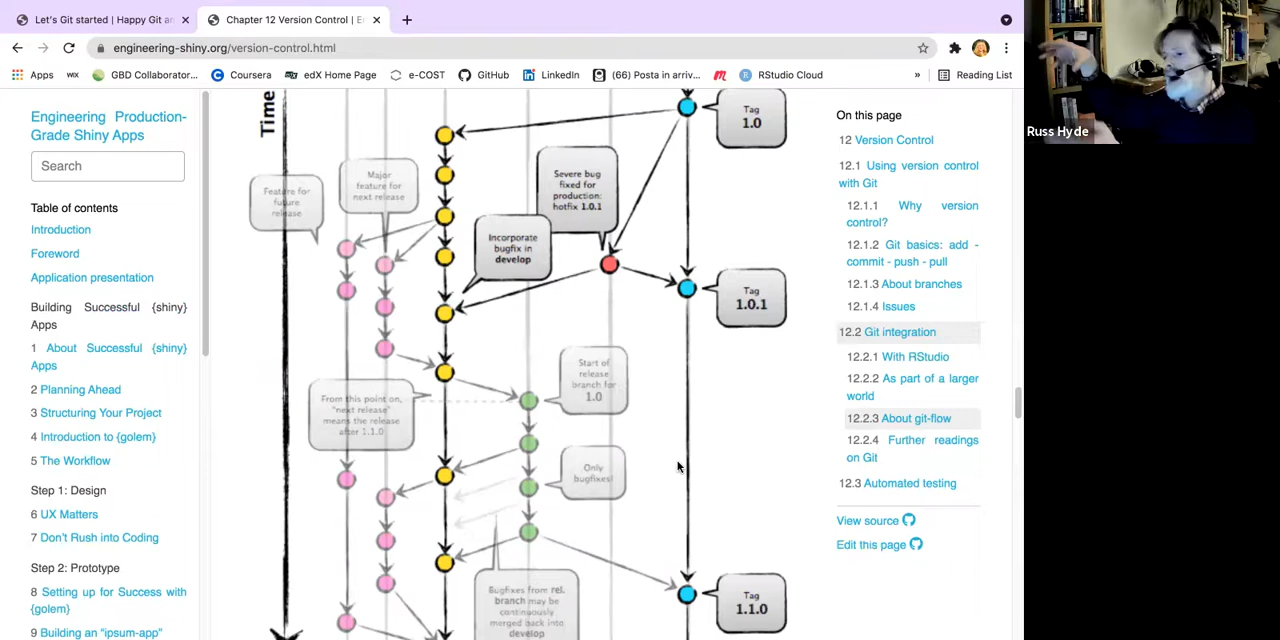 Let's Git started | Happy Git an
Chapter 12 Version Control | E
engineering-shiny.org/version-control.html
Apps
WIX
GBD Collaborator...
Coursera
edX Home Page
e-COST
GitHub
LinkedIn
(66) Posta in arriv...
RStudio Cloud
»
Reading List
Engineering Production-
Grade Shiny Apps
Search
Table of contents
Introduction
Foreword
Application presentation
Building Successful {shiny}
Apps
1 About Successful {shiny}
Apps
2 Planning Ahead
3 Structuring Your Project
4 Introduction to {golem}
5 The Workflow
Step 1: Design
6 UX Matters
7 Don't Rush into Coding
Step 2: Prototype
8 Setting up for Success with
{golem}
9 Building an "ipsum-app"
Time
Tag
1.0
Feature for
future
release
Major
feature for
next release
Severe bug
fixed for
production:
hotfix 1.0.1
Incorporate
bugfix in
develop
Tag
1.0.1
Start of
release
branch for
1.0
From this point on,
"next release"
means the release
after 1.1.0
Only
bugfixes!
Bugfixes from rel.
branch may be
continuously
merged back into
develop
Tag
1.1.0
On this page
12 Version Control
12.1 Using version control
with Git
12.1.1 Why version
control?
12.1.2 Git basics: add -
commit - push - pull
12.1.3 About branches
12.1.4 Issues
12.2 Git integration
12.2.1 With RStudio
12.2.2 As part of a larger
world
12.2.3 About git-flow
12.2.4 Further readings
on Git
12.3 Automated testing
View source
Edit this page
Russ Hyde